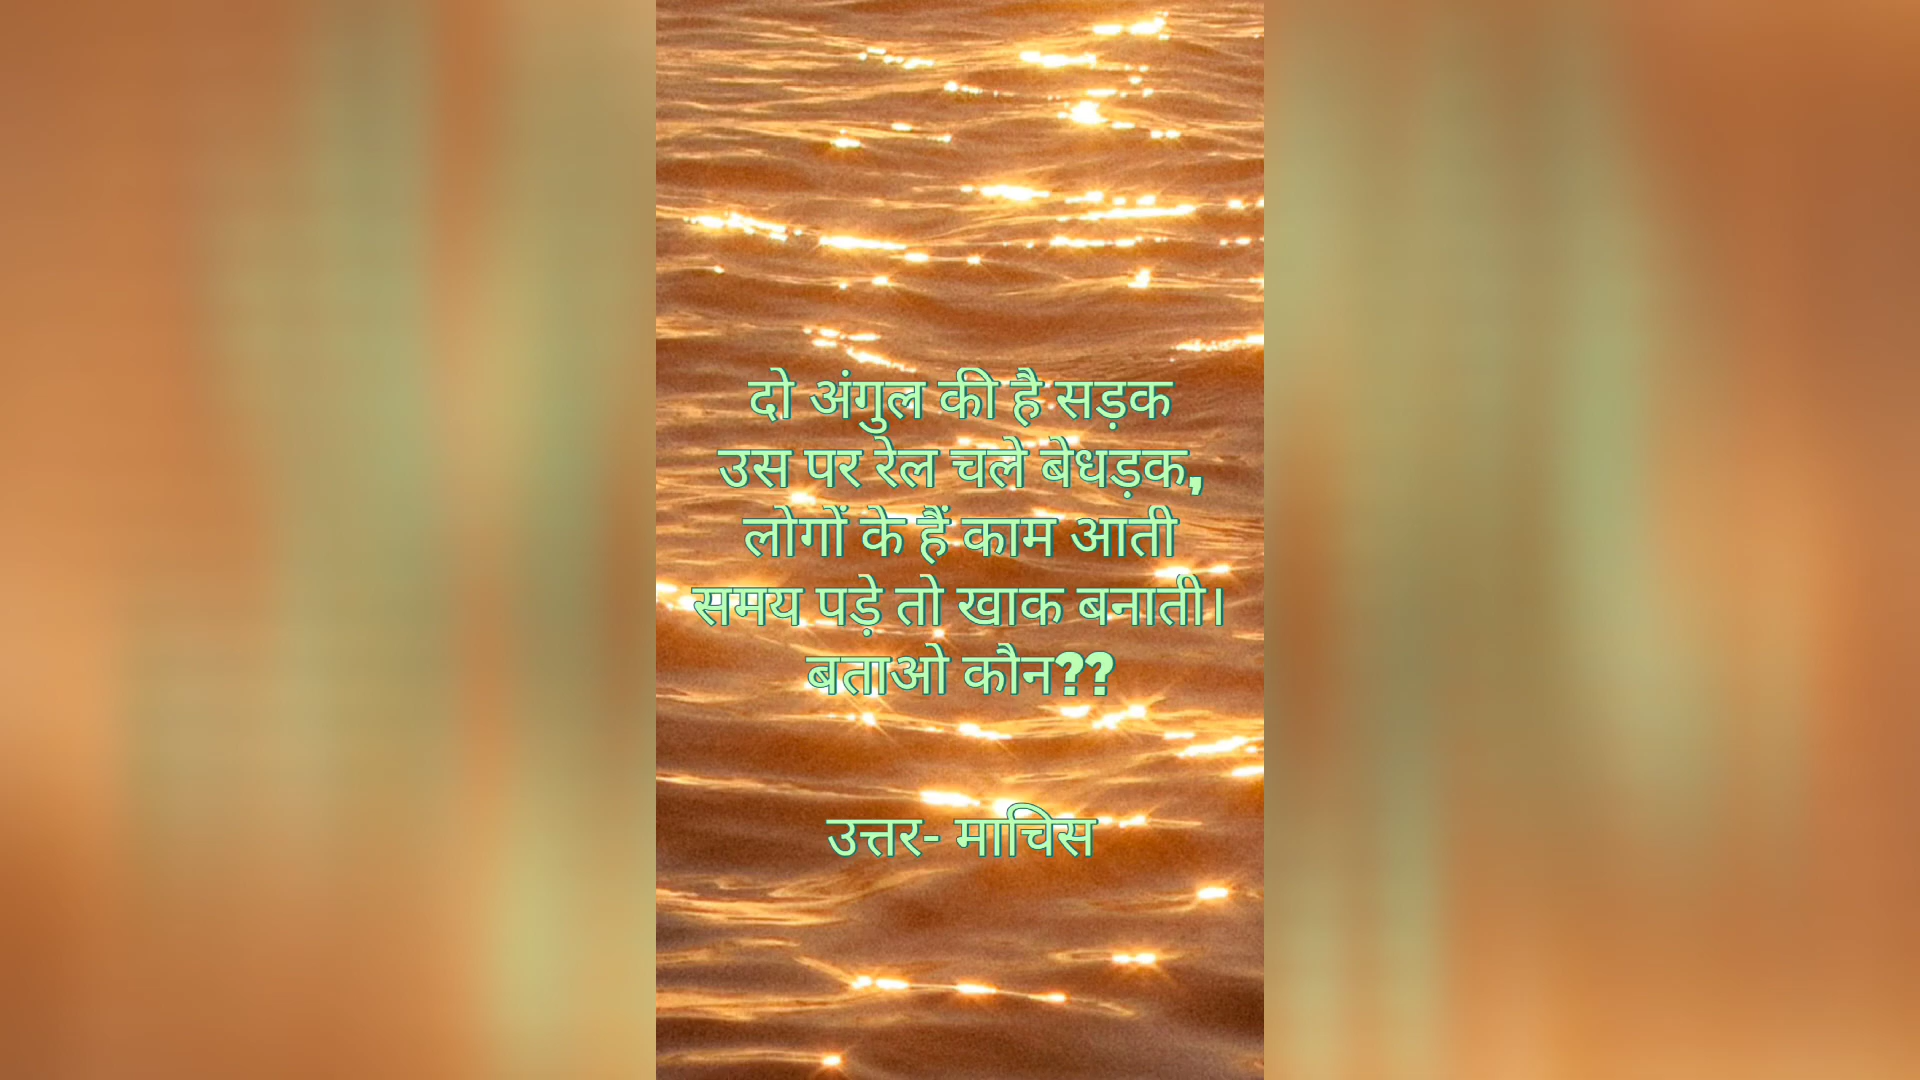 दो अंगुल की है सड़क
उस पर रेल चले बेधड़क,
लोगों के हैं काम आती
समय पड़े तो खाक बनाती।
बताओ कौन??
उत्तर- माचिस